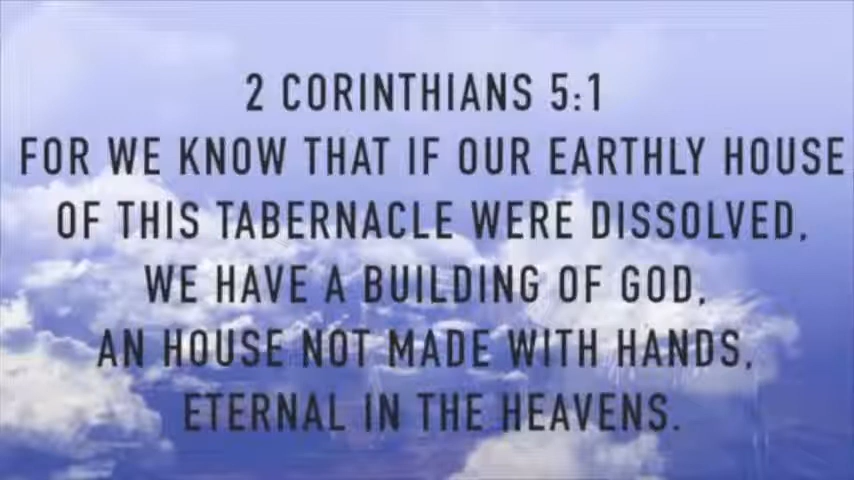 2 CORINTHIANS 5:1
FOR WE KNOW THAT IF OUR EARTHLY HOUSE
OF THIS TABERNACLE WERE DISSOLVED,
WE HAVE A BUILDING OF GOD,
AN HOUSE NOT MADE WITH HANDS,
ETERNAL IN THE HEAVENS.